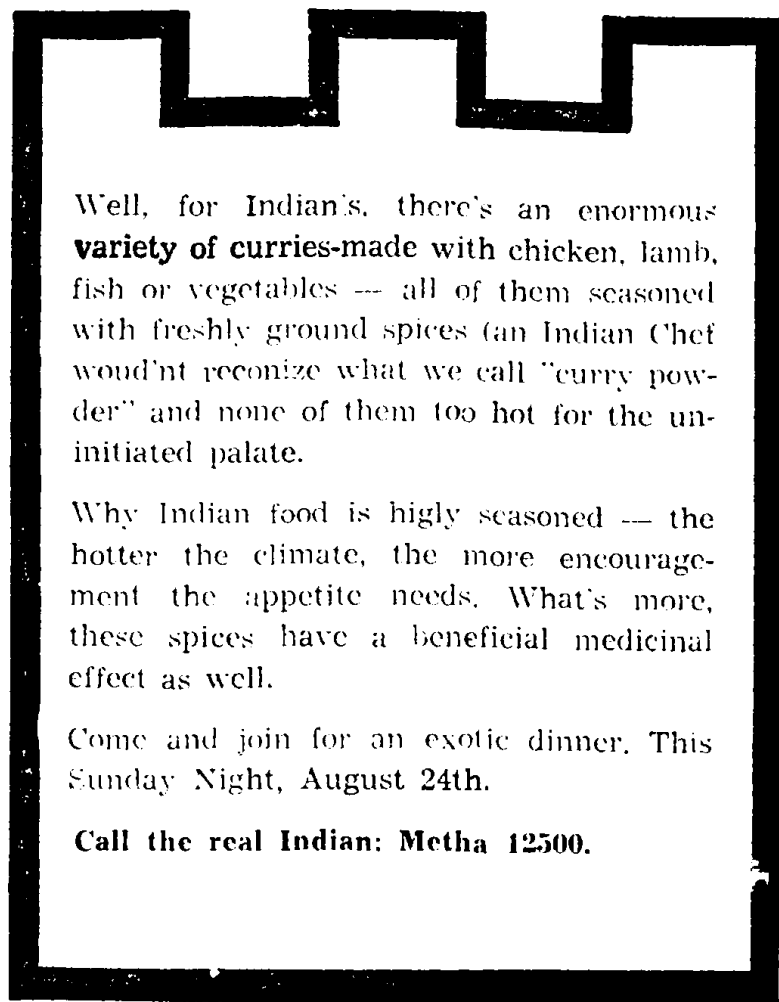 Well, for Indian's, there's an enormous
variety of curries-made with chicken, lamb,
fish or vegetables — all of them seasoned
with freshly ground spices (an Indian Chef
woud'nt reconize what we call "curry pow-
der" and none of them too hot for the un-
initiated palate.
Why Indian food is higly seasoned — the
hotter the climate, the more encourage-
ment the appetite needs. What's more,
these spices have a beneficial medicinal
effect as well.
Come and join for an exotic dinner. This
Sunday Night, August 24th.
Call the real Indian: Metha 12500.